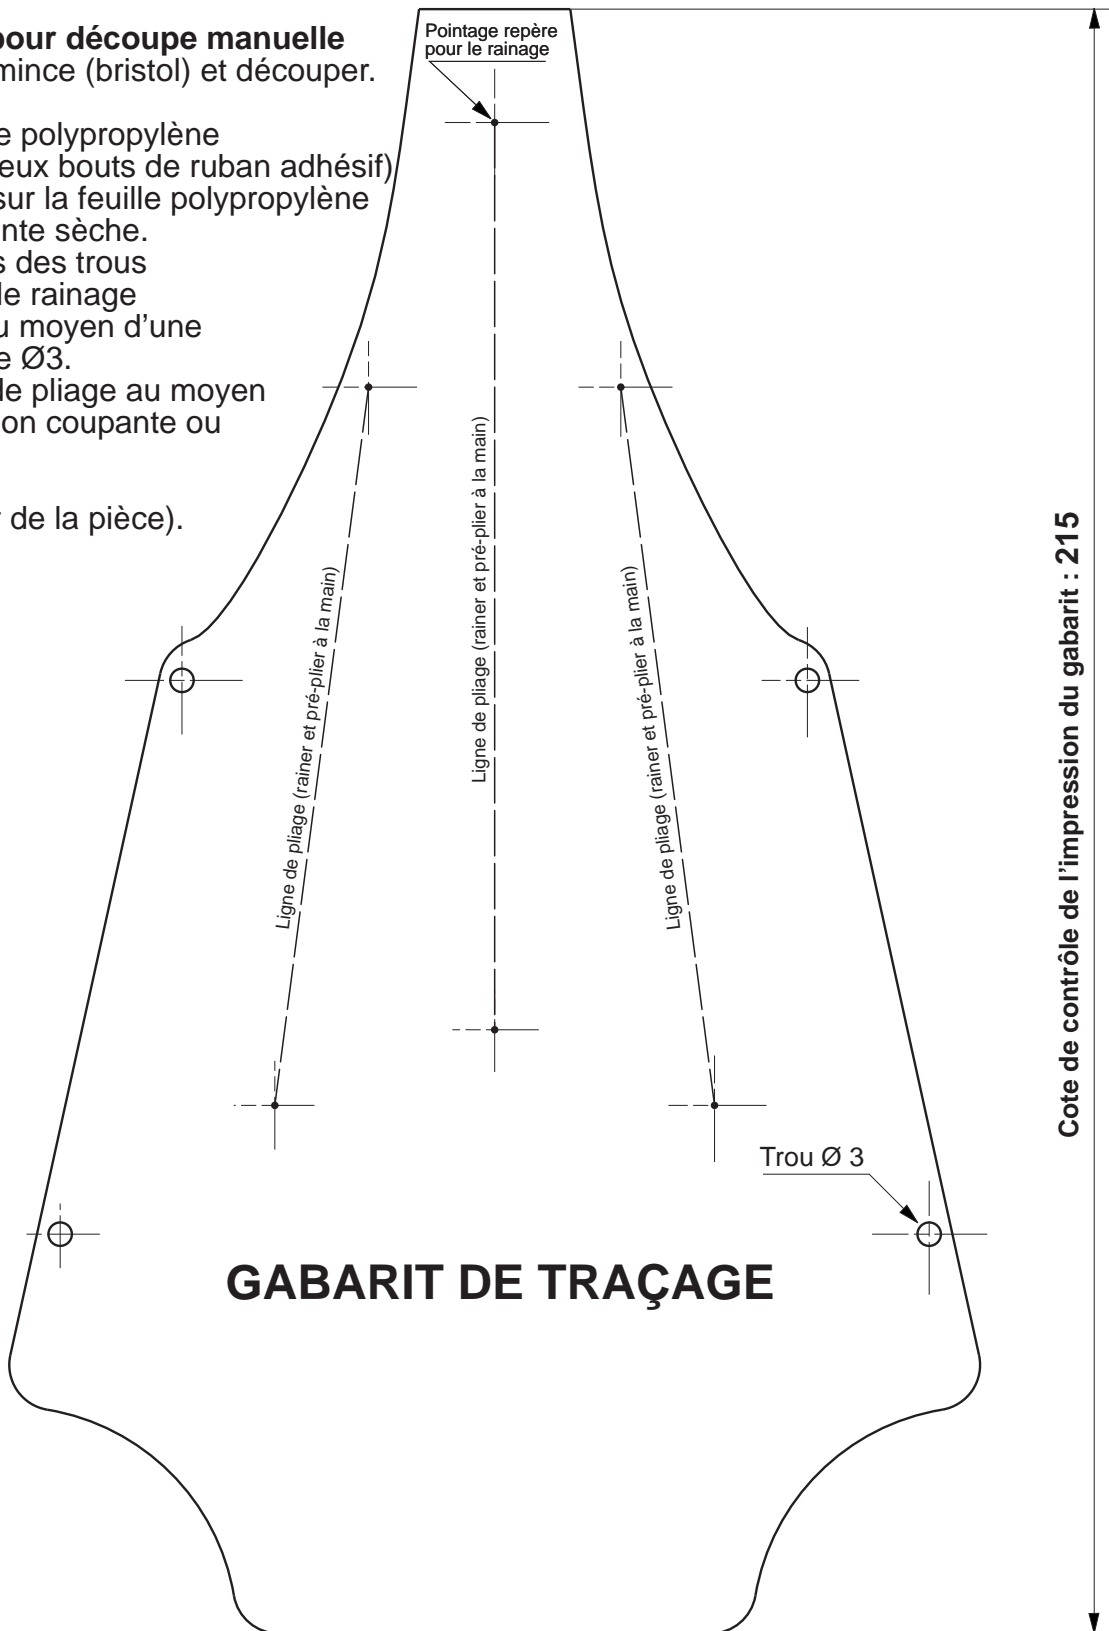 pour découpe manuelle
mince (bristol) et découper.
e polypropylène
eux bouts de ruban adhésif)
sur la feuille polypropylène
nte sèche.
s des trous
le rainage
u moyen d'une
e Ø3.
de pliage au moyen
on coupante ou
r de la pièce).
Pointage repère
pour le rainage
Ligne de pliage (rainer et pré-plier à la main)
Ligne de pliage (rainer et pré-plier à la main)
Ligne de pliage (rainer et pré-plier à la main)
Cote de contrôle de l'impression du gabarit : 215
Trou Ø 3
GABARIT DE TRAÇAGE